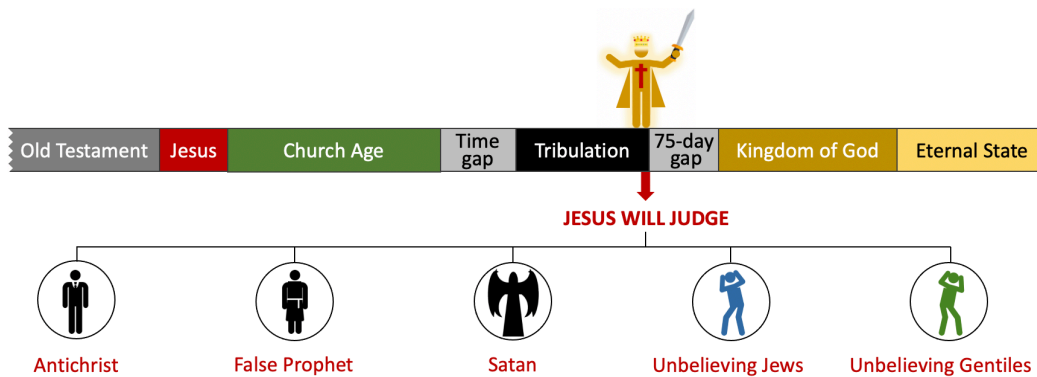 Old Testament
Jesus
Church Age
Time
gap
Tribulation
75-day
gap
Kingdom of God
Eternal State
JESUS WILL JUDGE
Antichrist
False Prophet
Satan
Unbelieving Jews
Unbelieving Gentiles